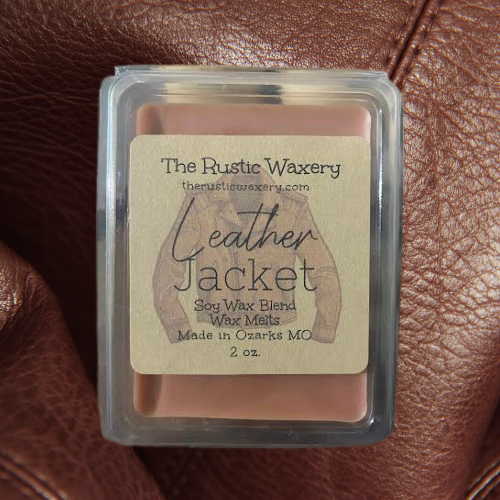 The Rustic Waxery
therusticwaxery.com
Leather
Jacket
Soy Wax Blend
Wax Melts
Made in Ozarks MO
2 oz.